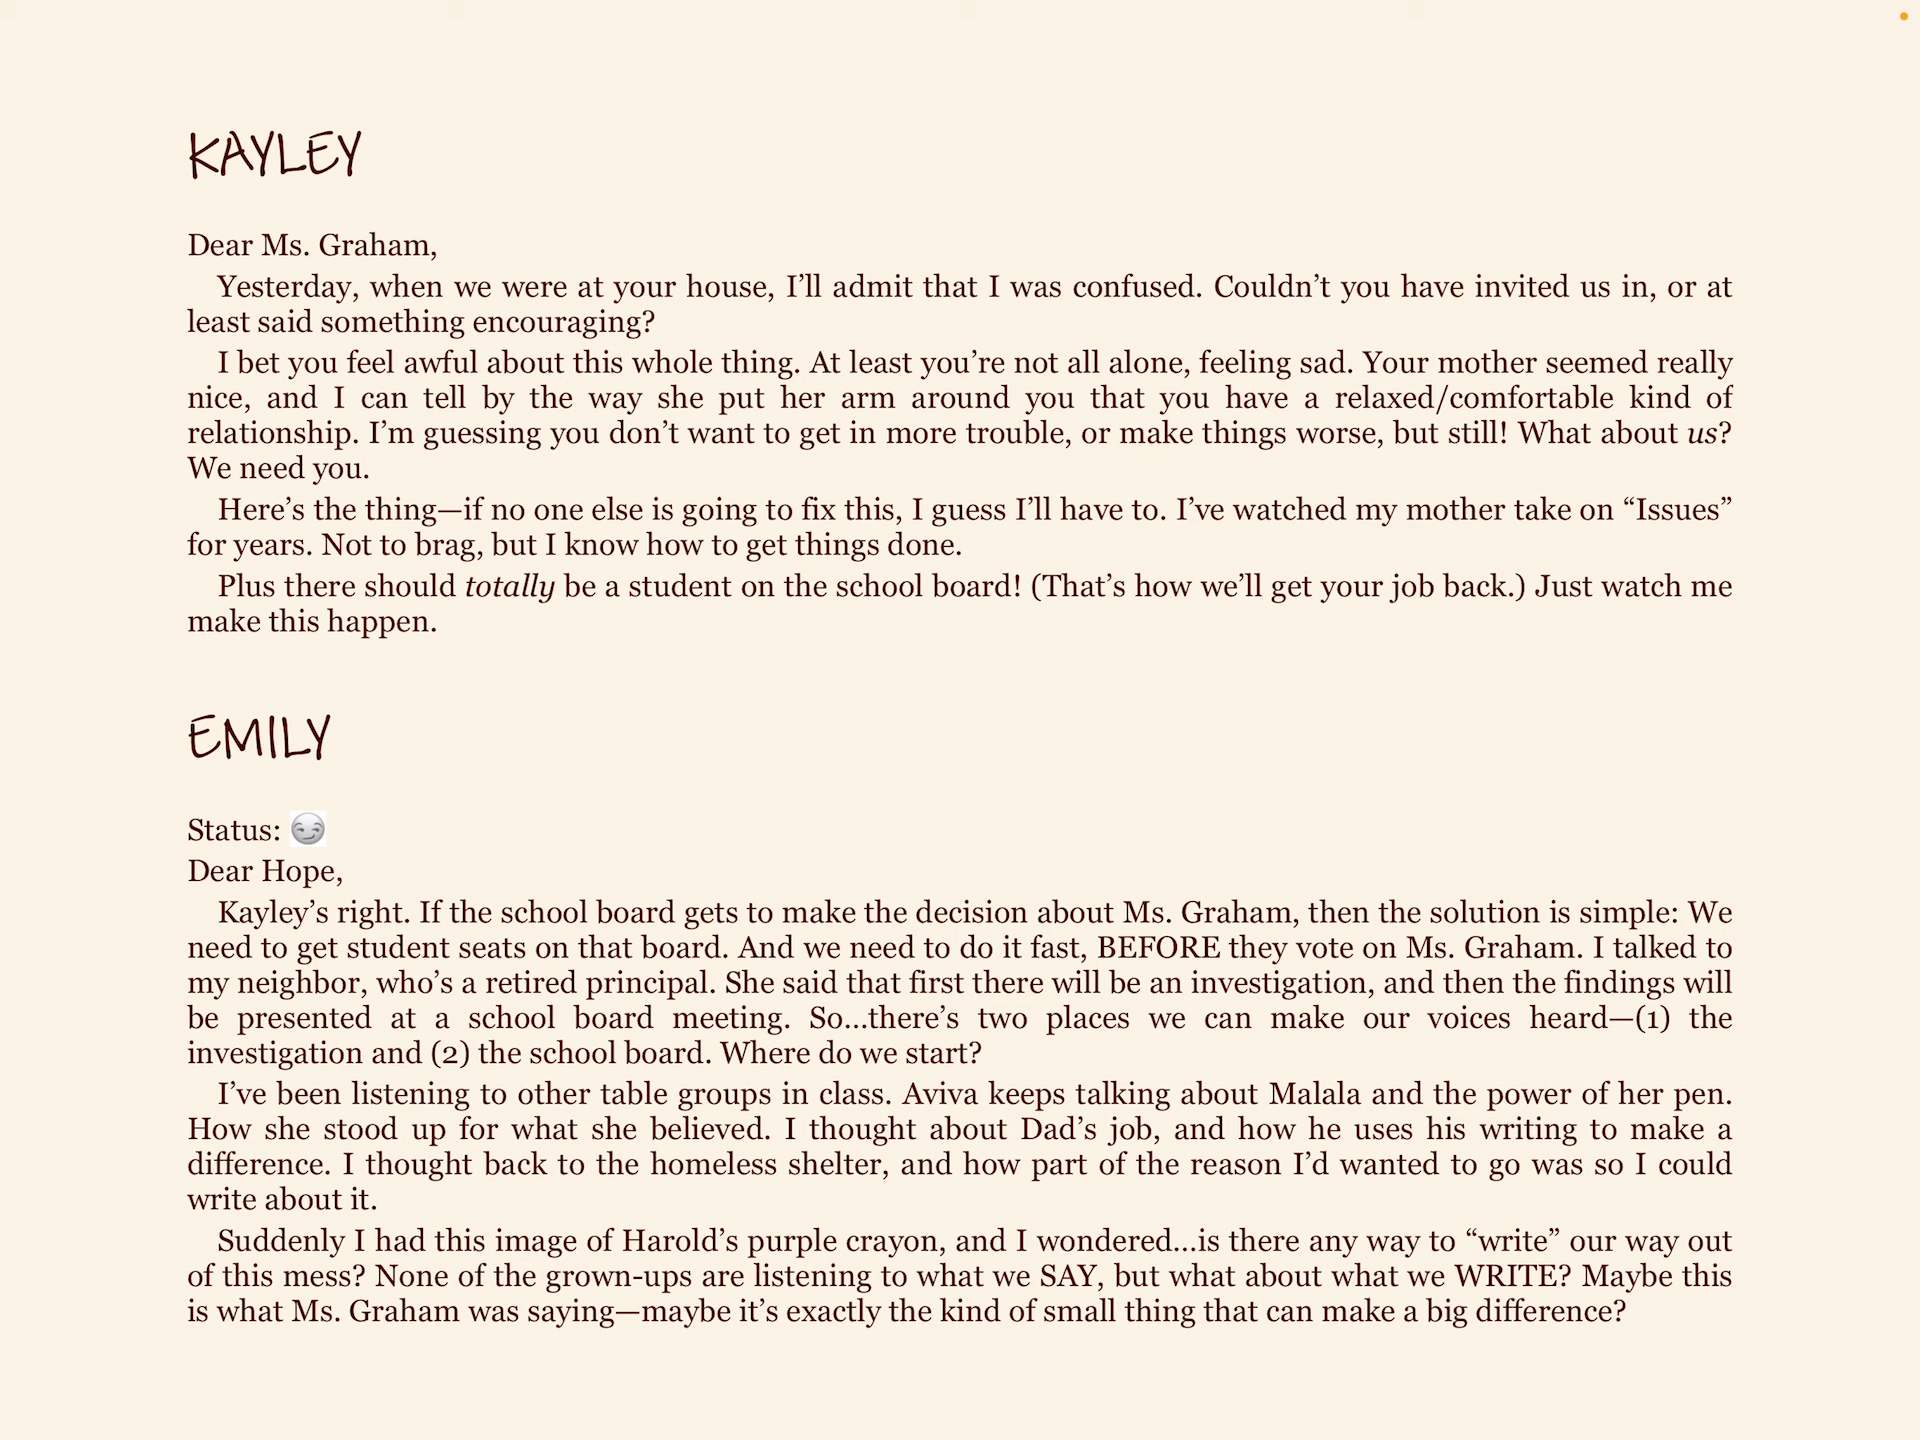 KAYLEY
Dear Ms. Graham,
Yesterday, when we were at your house, I’ll admit that I was confused. Couldn’t you have invited us in, or at
least said something encouraging?
I bet you feel awful about this whole thing. At least you’re not all alone, feeling sad. Your mother seemed really
nice, and I can tell by the way she put her arm around you that you have a relaxed/comfortable kind of
relationship. I’m guessing you don’t want to get in more trouble, or make things worse, but still! What about us?
We need you.
Here’s the thing—if no one else is going to fix this, I guess I’ll have to. I’ve watched my mother take on “Issues”
for years. Not to brag, but I know how to get things done.
Plus there should totally be a student on the school board! (That’s how we’ll get your job back.) Just watch me
make this happen.
EMILY
Status: 😏
Dear Hope,
Kayley’s right. If the school board gets to make the decision about Ms. Graham, then the solution is simple: We
need to get student seats on that board. And we need to do it fast, BEFORE they vote on Ms. Graham. I talked to
my neighbor, who’s a retired principal. She said that first there will be an investigation, and then the findings will
be presented at a school board meeting. So…there’s two places we can make our voices heard—(1) the
investigation and (2) the school board. Where do we start?
I’ve been listening to other table groups in class. Aviva keeps talking about Malala and the power of her pen.
How she stood up for what she believed. I thought about Dad’s job, and how he uses his writing to make a
difference. I thought back to the homeless shelter, and how part of the reason I’d wanted to go was so I could
write about it.
Suddenly I had this image of Harold’s purple crayon, and I wondered…is there any way to “write” our way out
of this mess? None of the grown-ups are listening to what we SAY, but what about what we WRITE? Maybe this
is what Ms. Graham was saying—maybe it’s exactly the kind of small thing that can make a big difference?